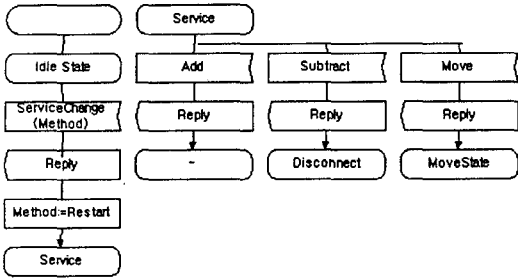 Service
Idle State
Add
Subtract
Move
ServiceChange
(Method)
Reply
Reply
Reply
Reply
-
Disconnect
MoveState
Method:=Restart
Service